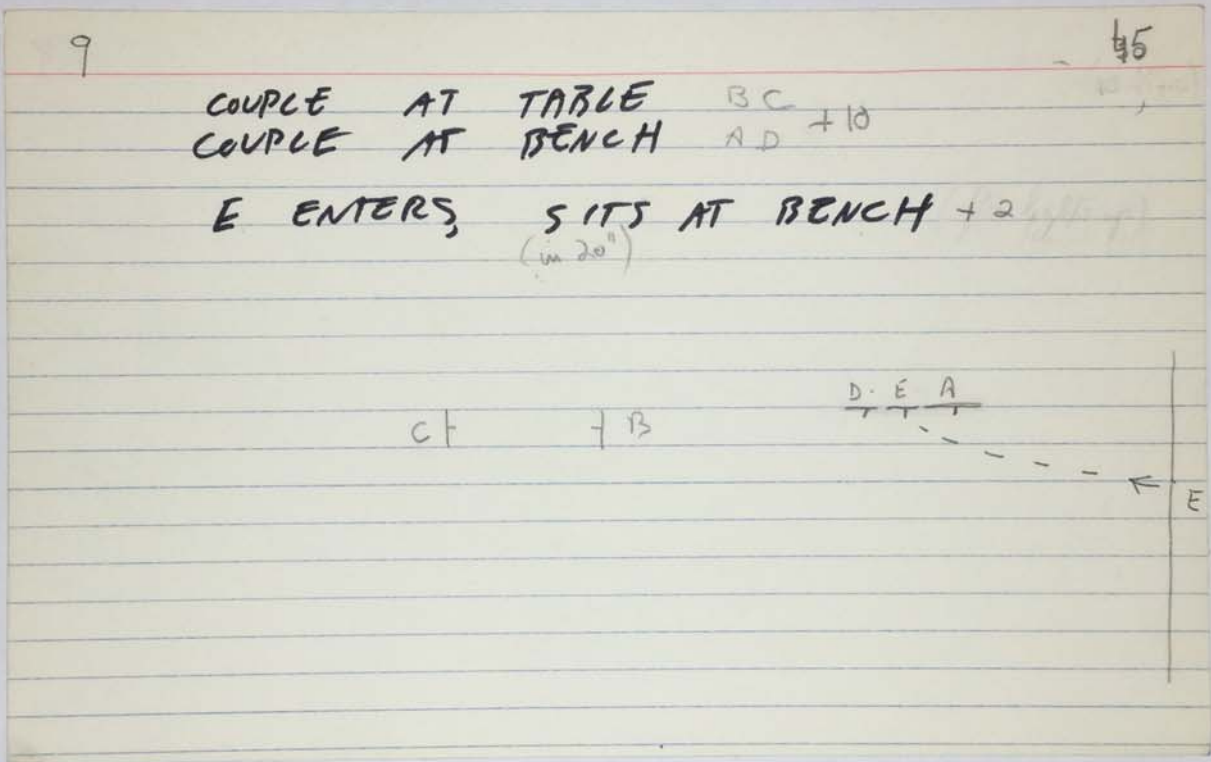 9 45
COUPLE AT TABLE BC
COUPLE AT BENCH AD + 10
E ENTERS, SITS AT BENCH + 2
(in 20")
D. E A
C B
E